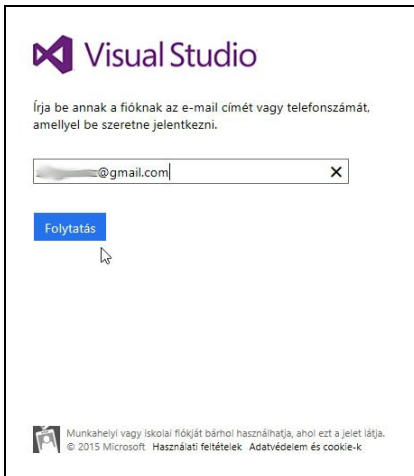 Visual Studio
Írja be annak a fióknak az e-mail címét vagy telefonszámát,
amellyel be szeretne jelentkezni.
@gmail.com
Folytatás
Munkahelyi vagy iskolai fiókját bárhol használhatja, ahol ezt a jelet látja.
© 2015 Microsoft Használati feltételek Adatvédelem és cookie-k